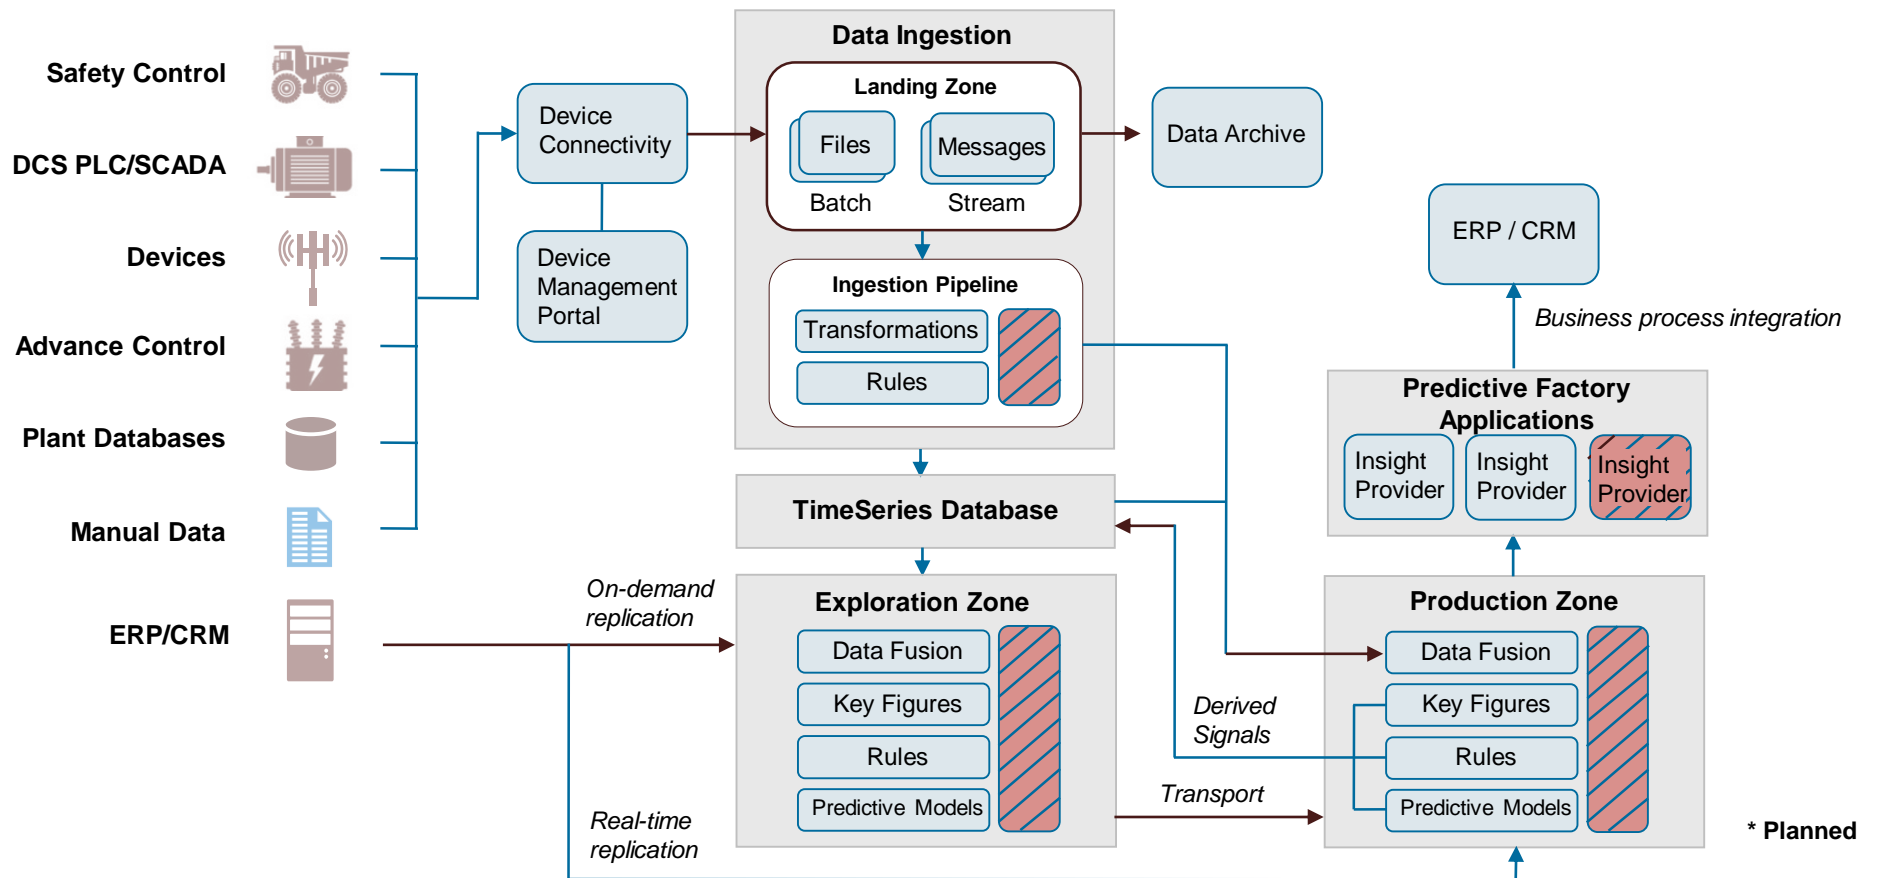 Safety Control
DCS PLC/SCADA
Devices
Advance Control
Plant Databases
Manual Data
ERP/CRM
Device
Connectivity
Device
Management
Portal
Data Ingestion
Landing Zone
Files
Messages
Batch
Stream
Ingestion Pipeline
Transformations
Rules
Data Archive
TimeSeries Database
On-demand
replication
Real-time
replication
Exploration Zone
Data Fusion
Key Figures
Rules
Predictive Models
Derived
Signals
Transport
ERP / CRM
Business process integration
Predictive Factory
Applications
Insight
Provider
Insight
Provider
Insight
Provider
Production Zone
Data Fusion
Key Figures
Rules
Predictive Models
* Planned